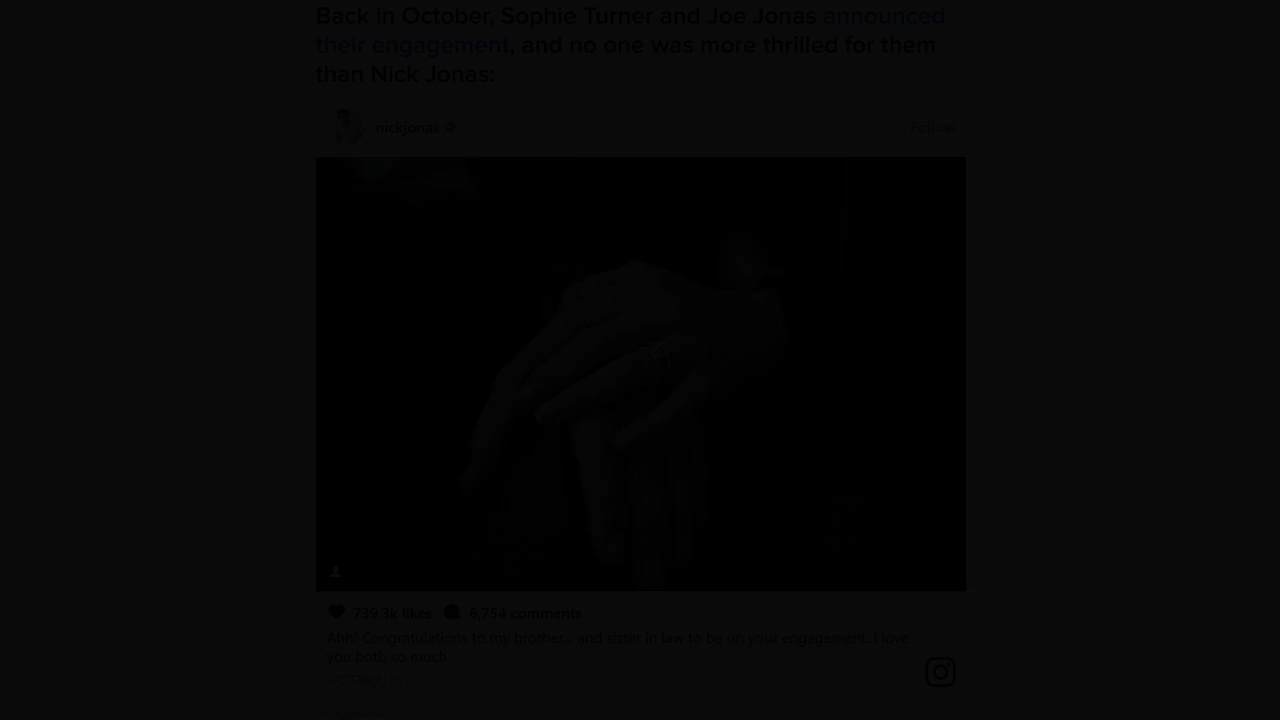 Back in October, Sophie Turner and Joe Jonas announced
their engagement, and no one was more thrilled for them
than Nick Jonas:
nickjonas
Follow
739.3k likes 6,754 comments
Ahh! Congratulations to my brother... and sister in law to be on your engagement. I love
you both so much.